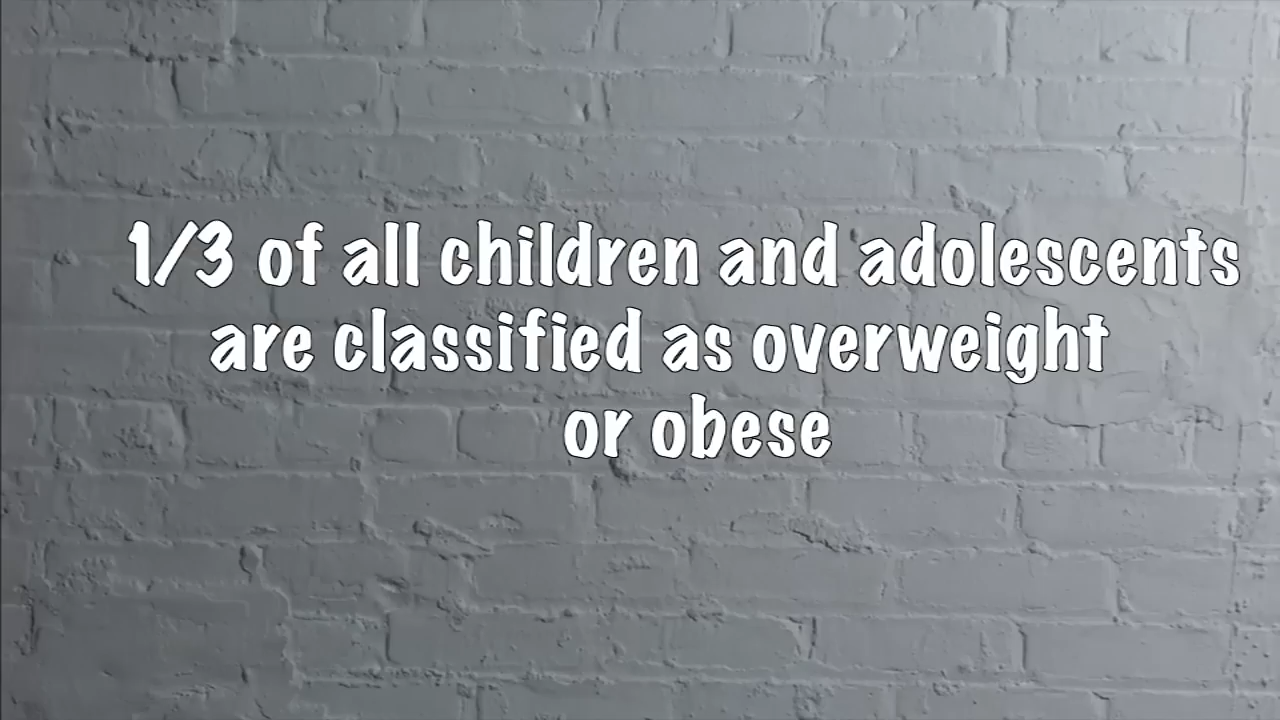 1/3 of all children and adolescents
are classified as overweight
or obese